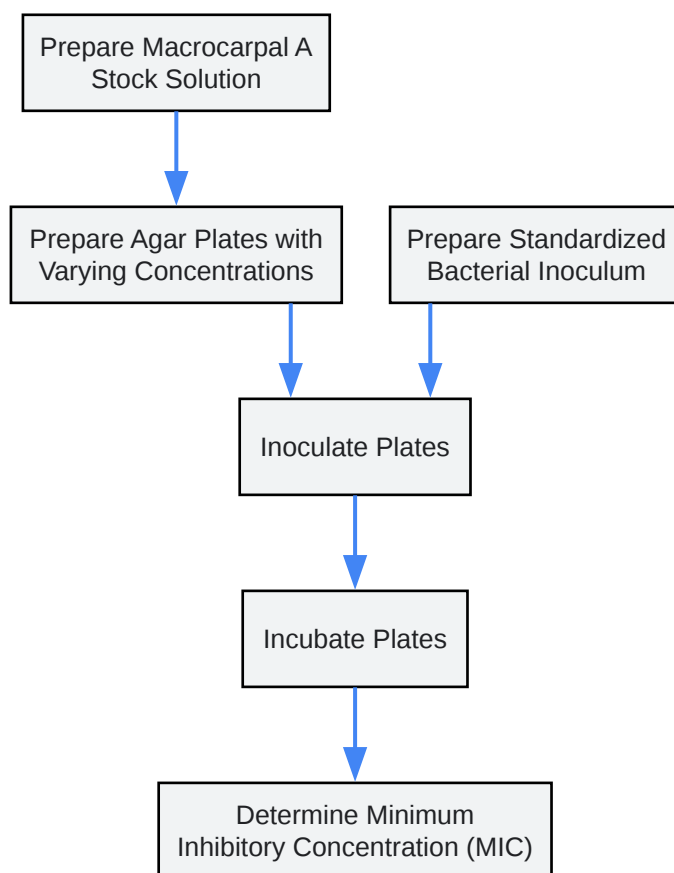 Prepare Macrocarpal A
Stock Solution
Prepare Agar Plates with
Varying Concentrations
Prepare Standardized
Bacterial Inoculum
Inoculate Plates
Incubate Plates
Determine Minimum
Inhibitory Concentration (MIC)